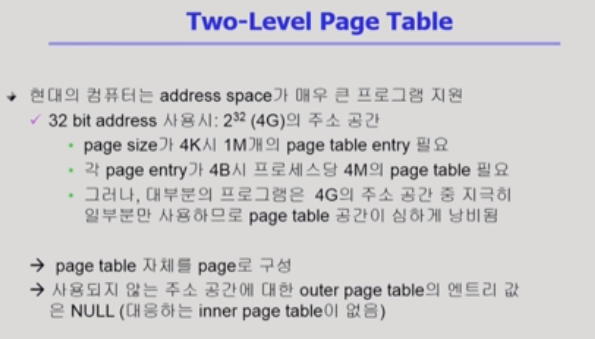 Two-Level Page Table
현대의 컴퓨터는 address space가 매우 큰 프로그램 지원
✓ 32 bit address 사용시: 2³² (4G)의 주소 공간
• page size가 4K시 1M개의 page table entry 필요
• 각 page entry가 4B시 프로세스당 4M의 page table 필요
• 그러나, 대부분의 프로그램은 4G의 주소 공간 중 지극히
일부분만 사용하므로 page table 공간이 심하게 낭비됨
→ page table 자체를 page로 구성
→ 사용되지 않는 주소 공간에 대한 outer page table의 엔트리 값
은 NULL (대응하는 inner page table이 없음)